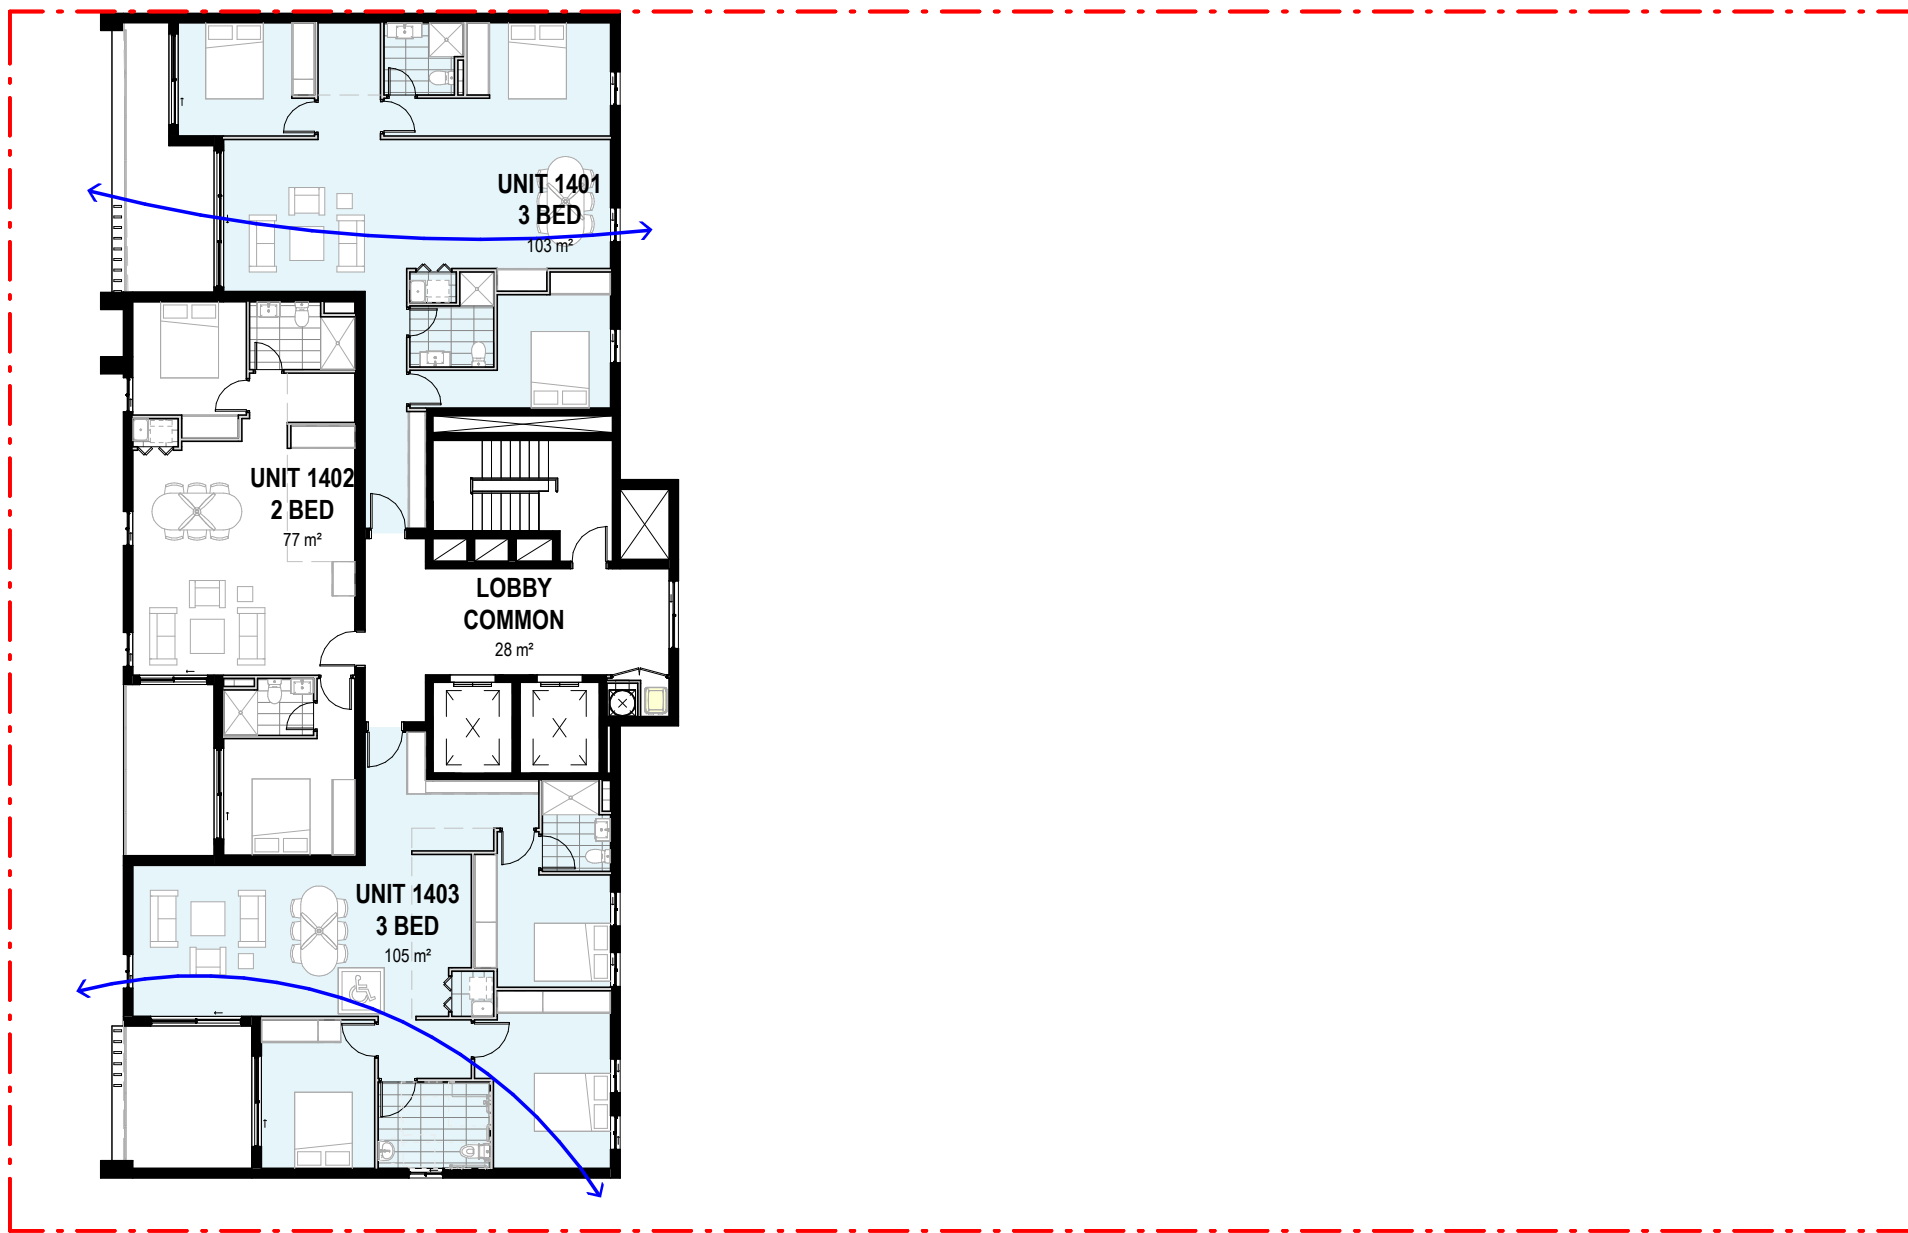 UNIT 1401
3 BED
103 m²
UNIT 1402
2 BED
77 m²
LOBBY
COMMON
28 m²
UNIT 1403
3 BED
105 m²